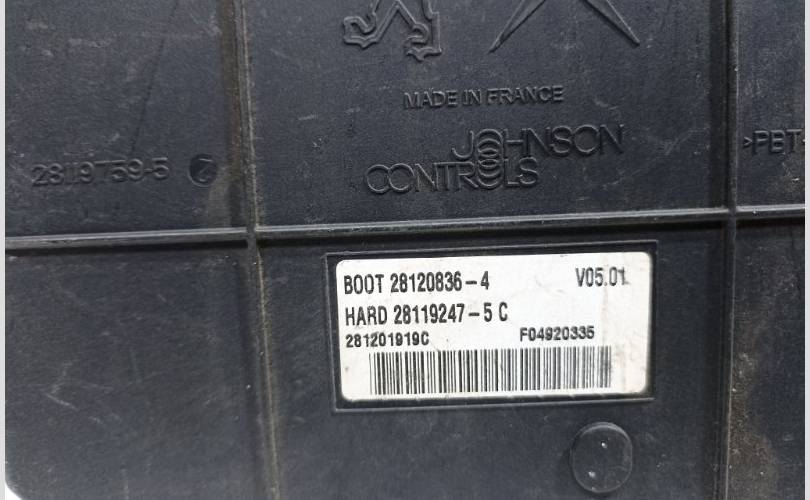 MADE IN FRANCE
JOHNSON
CONTROLS
28119759-5
>PBT
BOOT 28120836-4 V05.01
HARD 28119247-5 C
281201919C F04920335